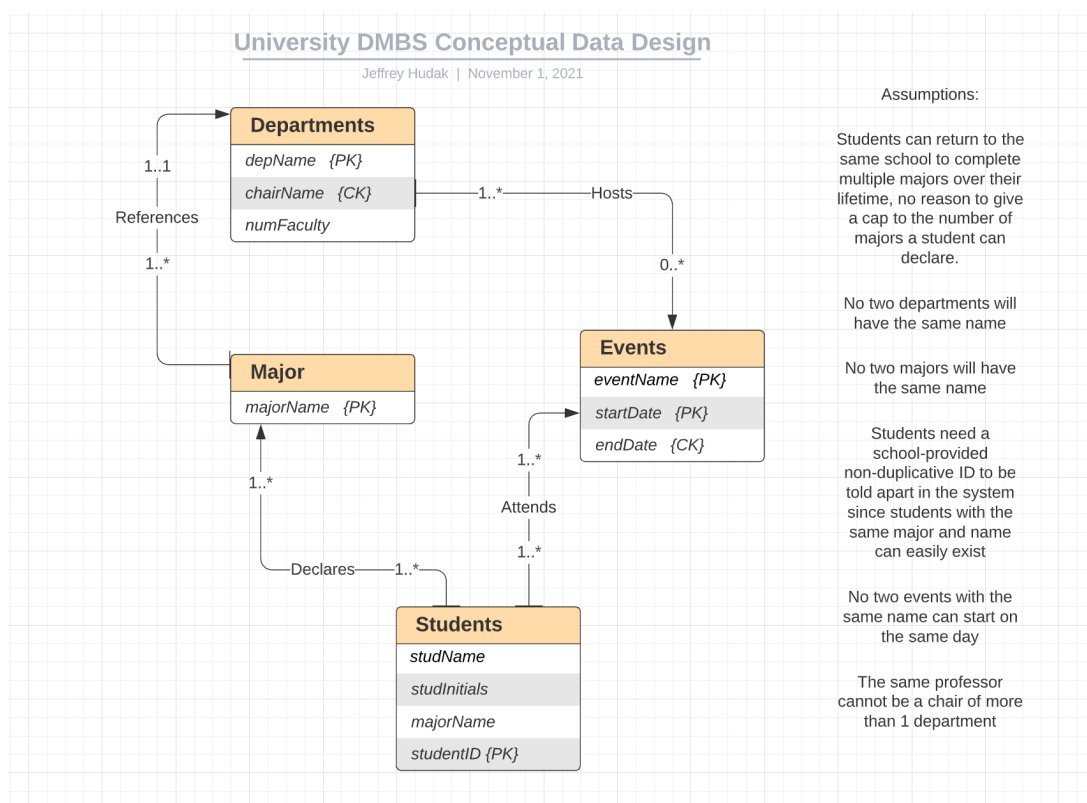 University DMBS Conceptual Data Design
Jeffrey Hudak | November 1, 2021
Departments
depName {PK}
chairName {CK}
numFaculty
1..1
References
1..*
1..*
Hosts
0..*
Major
majorName {PK}
Events
eventName {PK}
startDate {PK}
endDate {CK}
1..*
Declares
1..*
1..*
Attends
1..*
Students
studName
studInitials
majorName
studentID {PK}
Assumptions:
Students can return to the
same school to complete
multiple majors over their
lifetime, no reason to give
a cap to the number of
majors a student can
declare.
No two departments will
have the same name
No two majors will have
the same name
Students need a
school-provided
non-duplicative ID to be
told apart in the system
since students with the
same major and name
can easily exist
No two events with the
same name can start on
the same day
The same professor
cannot be a chair of more
than 1 department